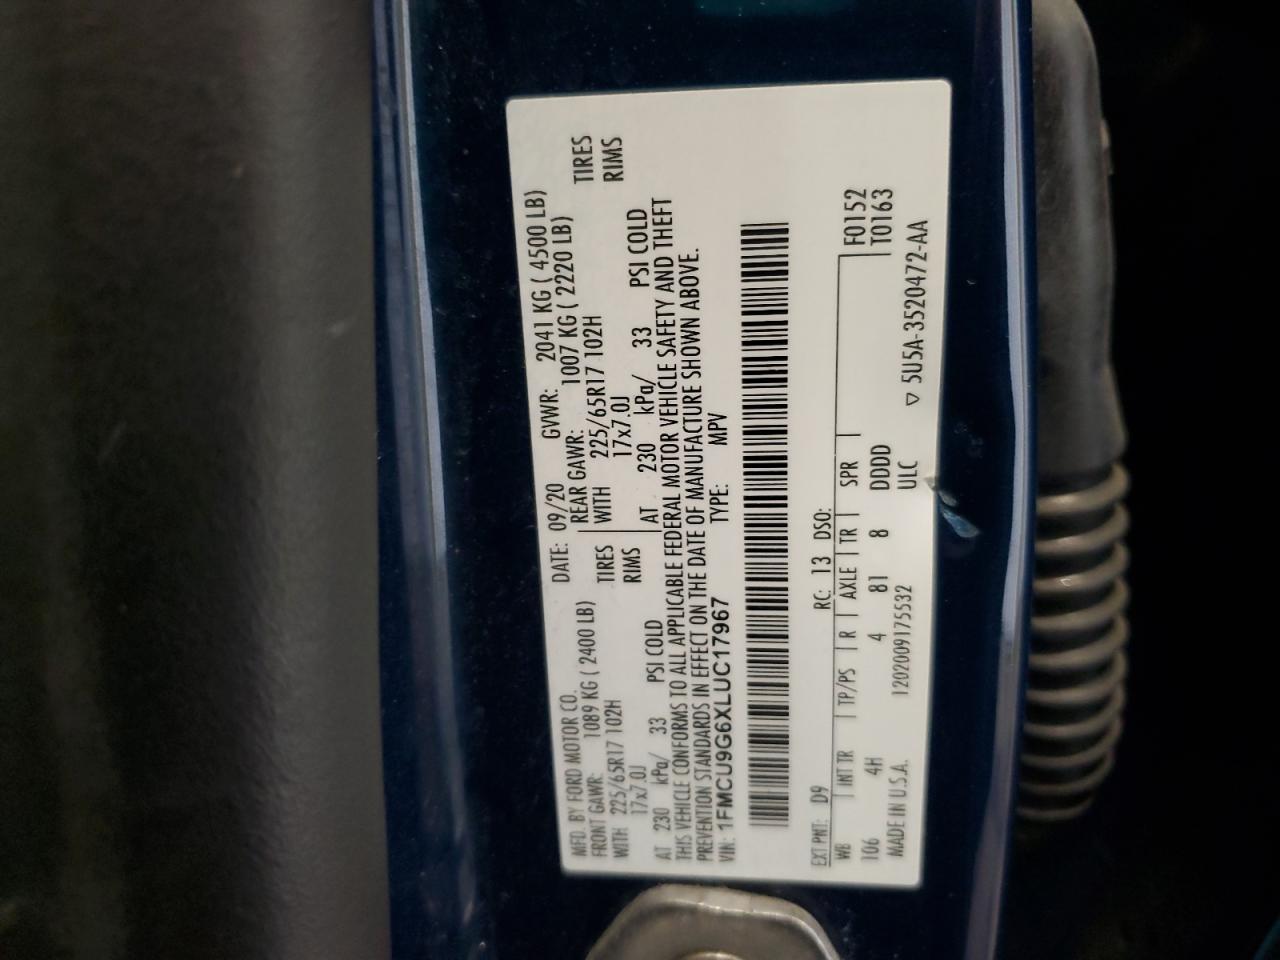 MFD. BY FORD MOTOR CO. DATE: 09/20 GVWR: 2041 KG ( 4500 LB)
FRONT GAWR: 1089 KG ( 2400 LB) REAR GAWR: 1007 KG ( 2220 LB)
WITH 225/65R17 102H TIRES WITH 225/65R17 102H TIRES
17x7.0J RIMS 17x7.0J RIMS
AT 230 kPa/ 33 PSI COLD AT 230 kPa/ 33 PSI COLD
THIS VEHICLE CONFORMS TO ALL APPLICABLE FEDERAL MOTOR VEHICLE SAFETY AND THEFT
PREVENTION STANDARDS IN EFFECT ON THE DATE OF MANUFACTURE SHOWN ABOVE.
VIN: 1FMCU9G6XLUC17967 TYPE: MPV
EXT PNT: D9 RC: 13 DSO: F0152
WB INT TR TP/PS R AXLE TR SPR T0163
106 4H 4 81 8 DDDD
MADE IN U.S.A. 1202009175532 ULC ▽ 5U5A-3520472-AA